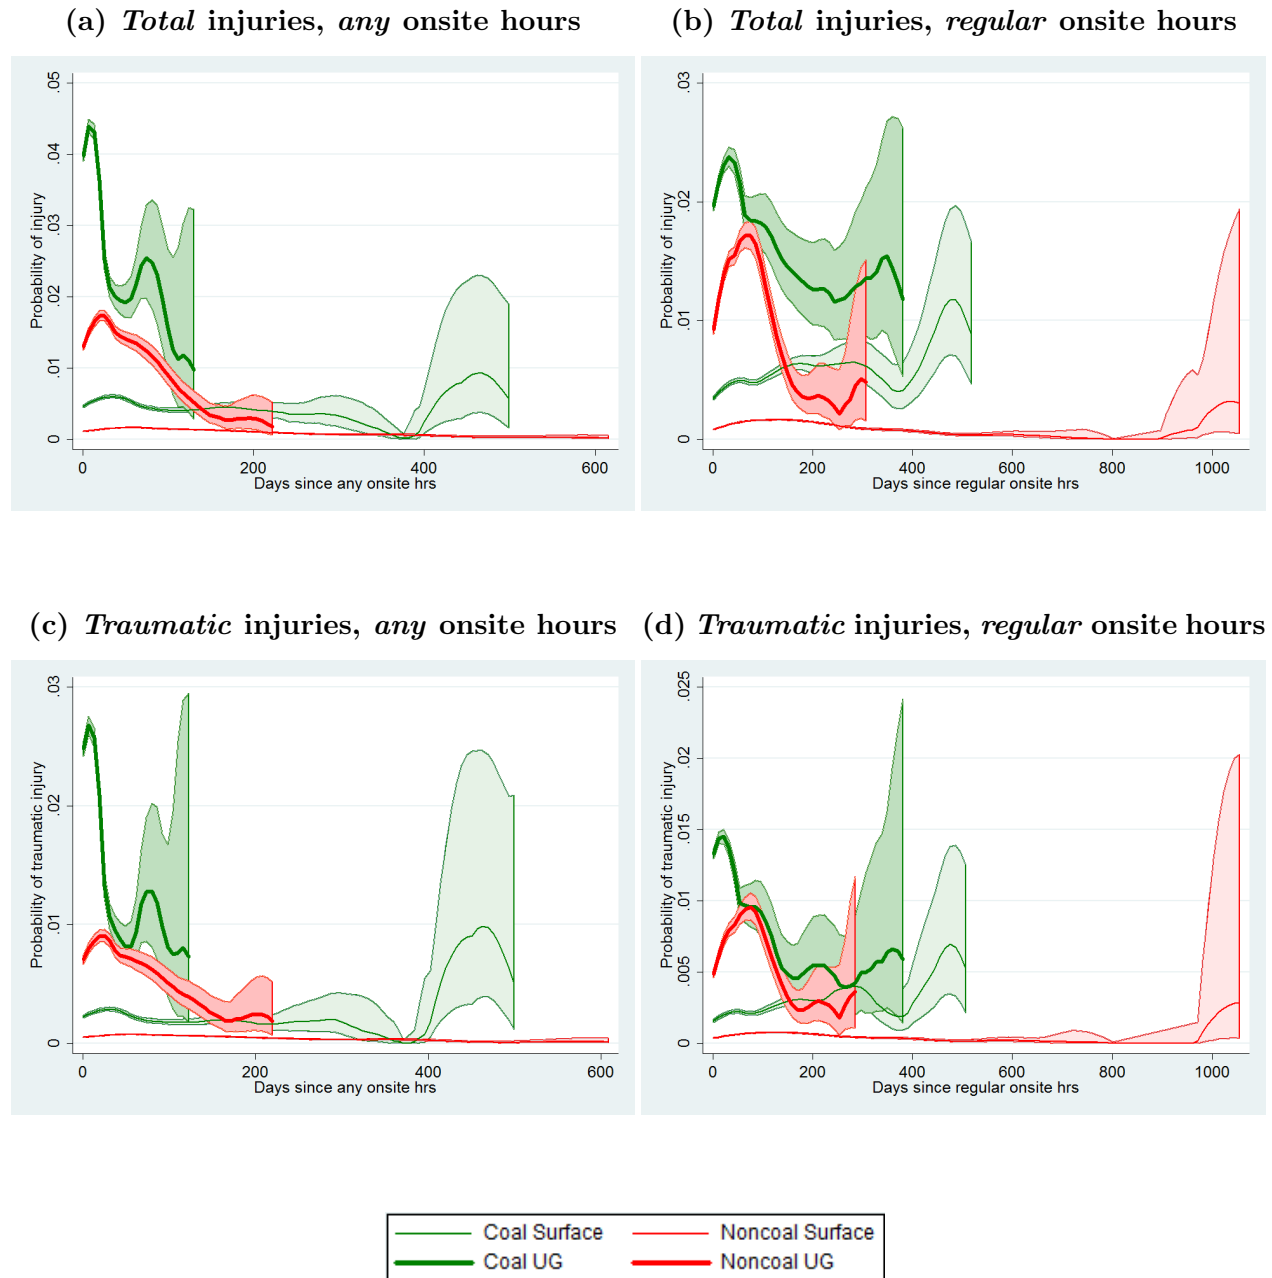 (a) Total injuries, any onsite hours
Probability of injury
.05
.04
.03
.02
.01
0
0 200 400 600
Days since any onsite hrs
(b) Total injuries, regular onsite hours
Probability of injury
.03
.02
.01
0
0 200 400 600 800 1000
Days since regular onsite hrs
(c) Traumatic injuries, any onsite hours
Probability of traumatic injury
.03
.02
.01
0
0 200 400 600
Days since any onsite hrs
(d) Traumatic injuries, regular onsite hours
Probability of traumatic injury
.025
.02
.015
.01
.005
0
0 200 400 600 800 1000
Days since regular onsite hrs
Coal Surface Noncoal Surface
Coal UG Noncoal UG